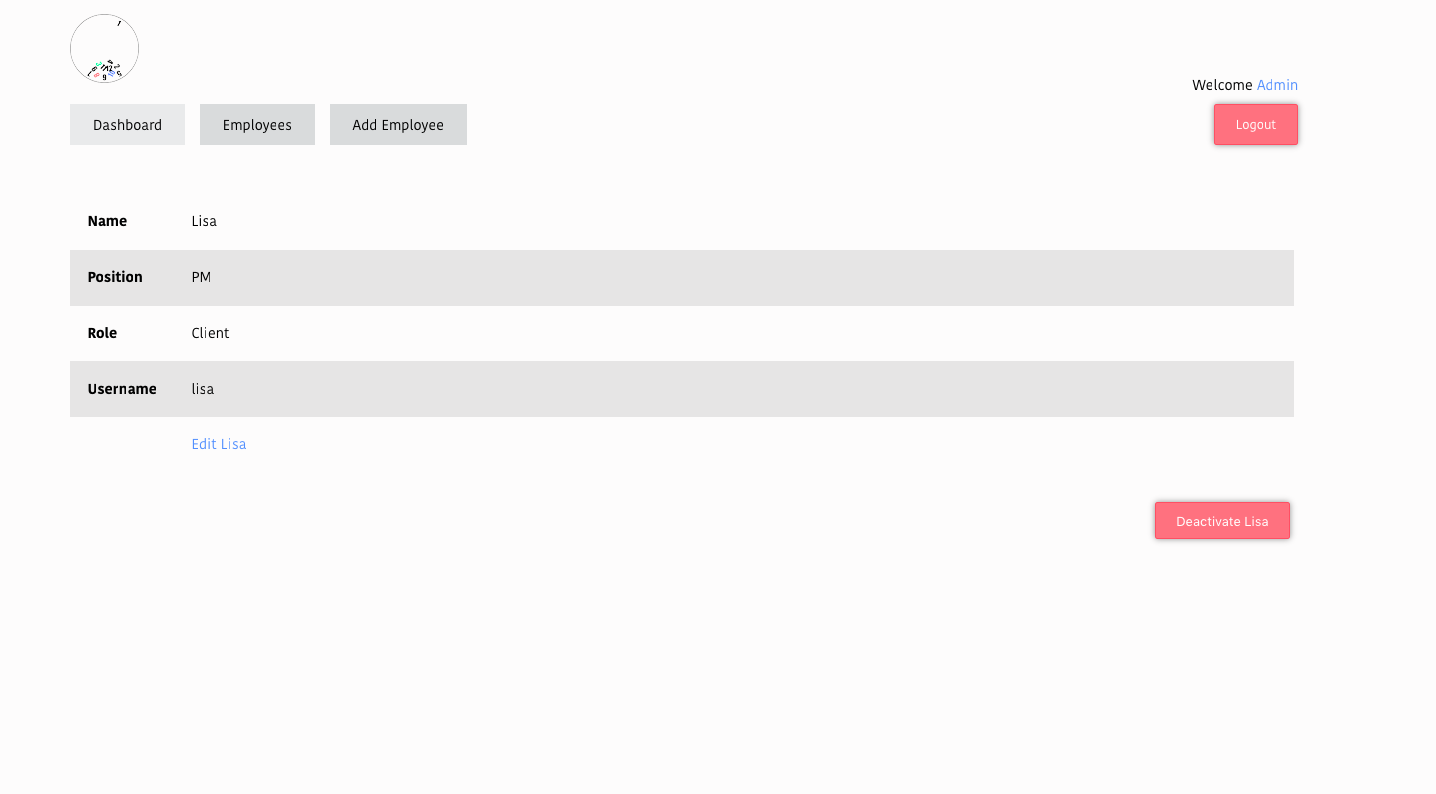 Welcome Admin
Dashboard Employees Add Employee Logout
Name Lisa
Position PM
Role Client
Username lisa
Edit Lisa
Deactivate Lisa